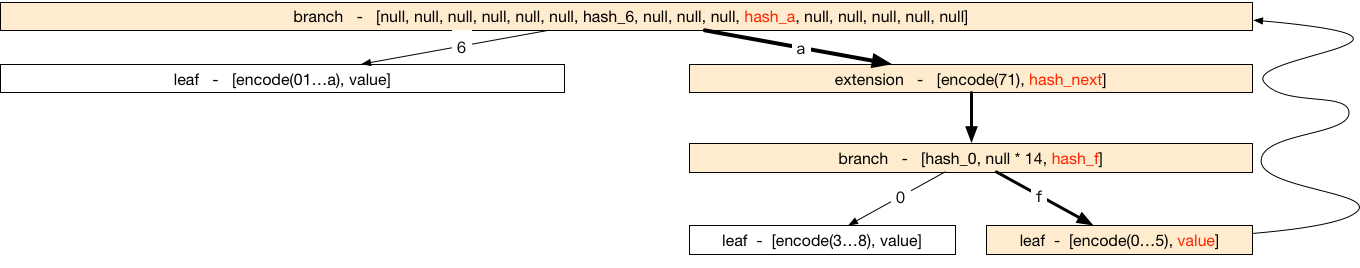 branch - [null, null, null, null, null, null, hash_6, null, null, null, hash_a, null, null, null, null, null, null]
6
a
leaf - [encode(01…a), value]
extension - [encode(71), hash_next]
branch - [hash_0, null * 14, hash_f]
0
f
leaf - [encode(3…8), value]
leaf - [encode(0…5), value]